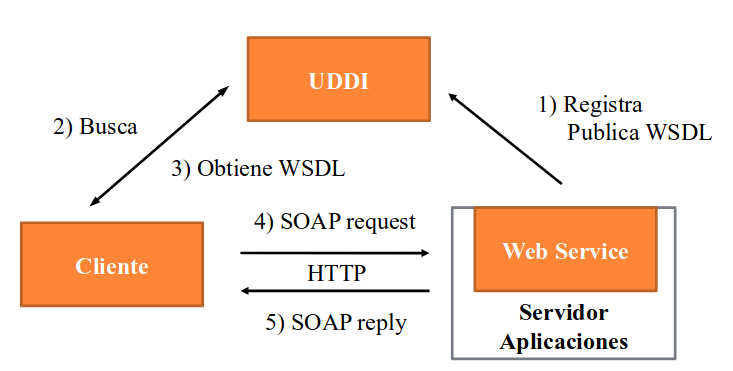 UDDI
1) Registra
Publica WSDL
2) Busca
3) Obtiene WSDL
4) SOAP request
Cliente
Web Service
HTTP
Servidor
Aplicaciones
5) SOAP reply